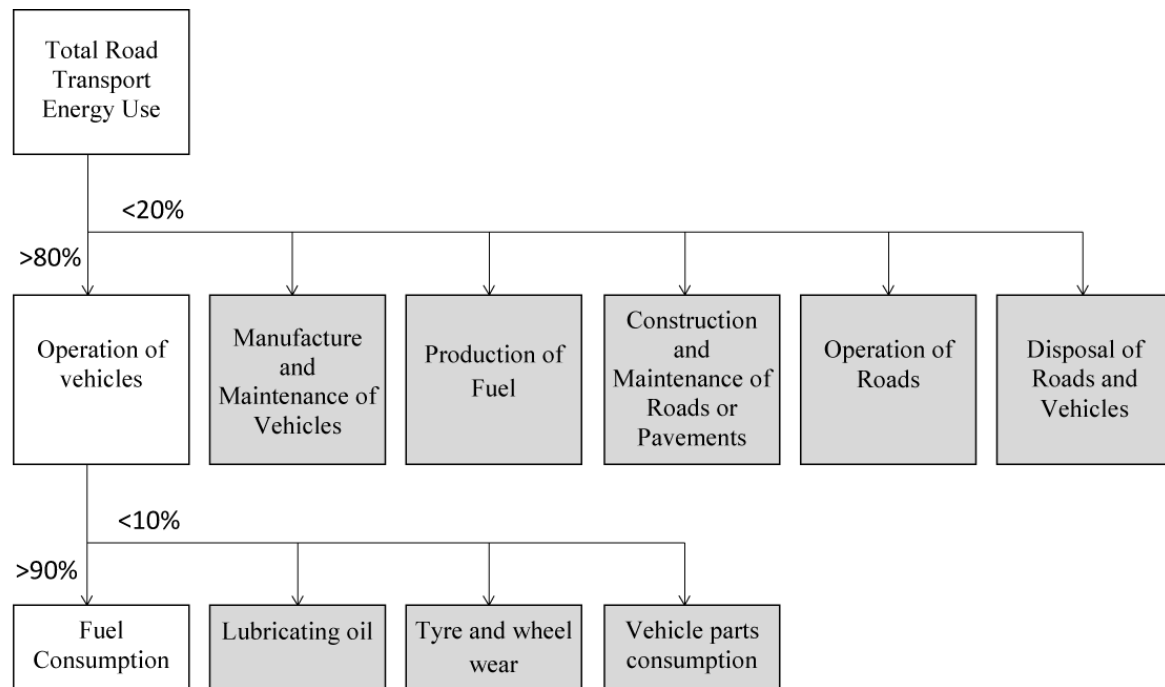 Total Road
Transport
Energy Use
<20%
>80%
Operation of
vehicles
Manufacture
and
Maintenance of
Vehicles
Production of
Fuel
Construction
and
Maintenance of
Roads or
Pavements
Operation of
Roads
Disposal of
Roads and
Vehicles
<10%
>90%
Fuel
Consumption
Lubricating oil
Tyre and wheel
wear
Vehicle parts
consumption